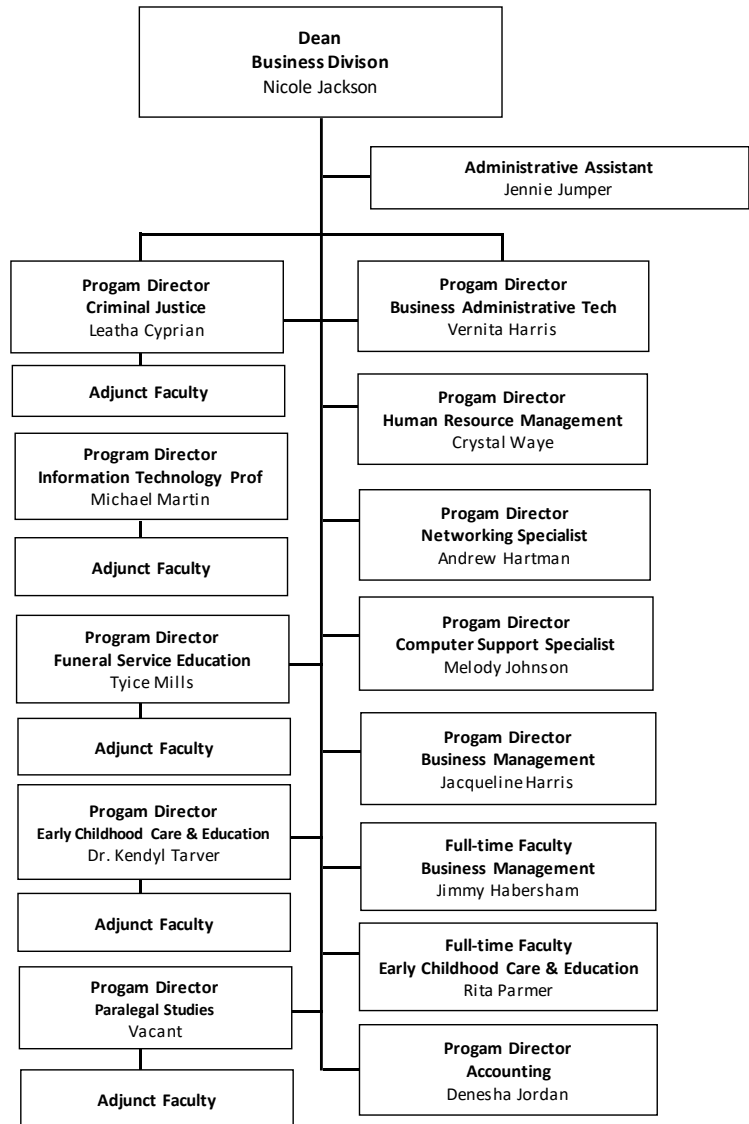 Dean
Business Divison
Nicole Jackson
Administrative Assistant
Jennie Jumper
Progam Director
Criminal Justice
Leatha Cyprian
Adjunct Faculty
Program Director
Information Technology Prof
Michael Martin
Adjunct Faculty
Program Director
Funeral Service Education
Tyice Mills
Adjunct Faculty
Progam Director
Early Childhood Care & Education
Dr. Kendyl Tarver
Adjunct Faculty
Progam Director
Paralegal Studies
Vacant
Adjunct Faculty
Progam Director
Business Administrative Tech
Vernita Harris
Progam Director
Human Resource Management
Crystal Waye
Progam Director
Networking Specialist
Andrew Hartman
Progam Director
Computer Support Specialist
Melody Johnson
Progam Director
Business Management
Jacqueline Harris
Full-time Faculty
Business Management
Jimmy Habersham
Full-time Faculty
Early Childhood Care & Education
Rita Parmer
Progam Director
Accounting
Denesha Jordan